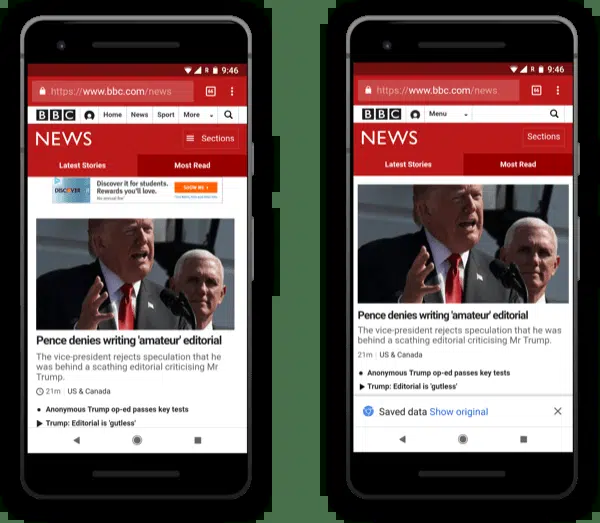 R 9:46
https://www.bbc.com/news
BBC Home News Sport More
NEWS Sections
Latest Stories Most Read
DISCOVER Discover it for students.
Rewards you'll love.
No annual fee
SHOW ME >
Pence denies writing 'amateur' editorial
The vice-president rejects speculation that he
was behind a scathing editorial criticising Mr
Trump.
21m US & Canada
Anonymous Trump op-ed passes key tests
Trump: Editorial is 'gutless'
R 9:46
https://www.bbc.com/news
BBC Menu
NEWS Sections
Latest Stories Most Read
Pence denies writing 'amateur' editorial
The vice-president rejects speculation that he was
behind a scathing editorial criticising Mr Trump.
21m US & Canada
Anonymous Trump op-ed passes key tests
Trump: Editorial is 'gutless'
Saved data Show original